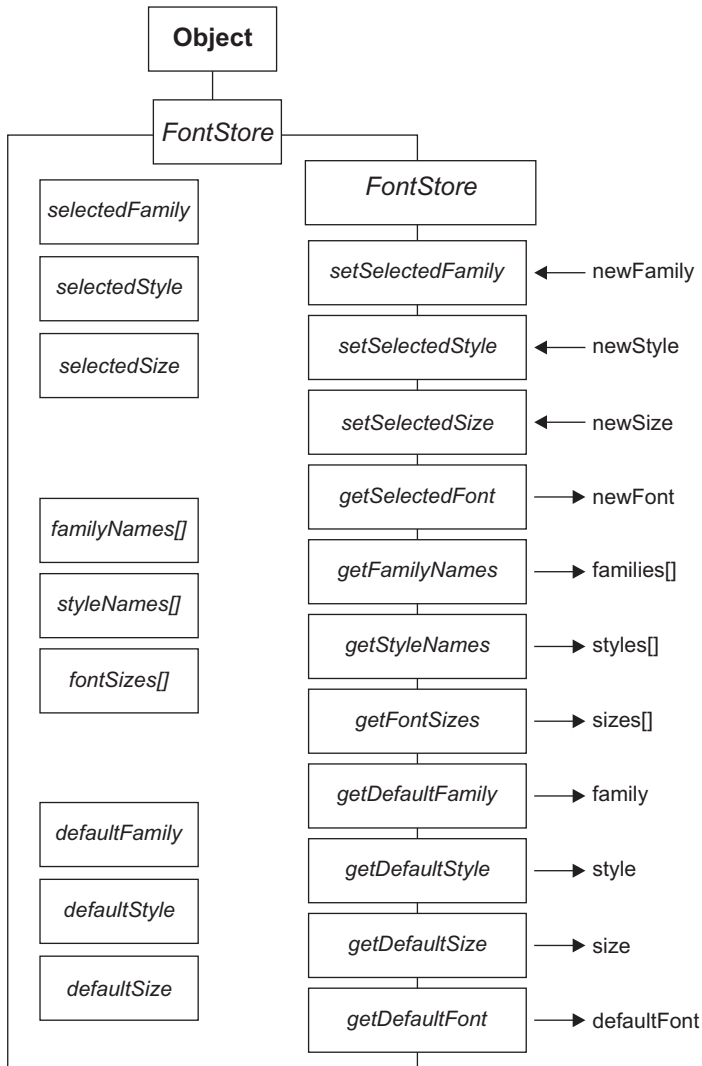 Object
FontStore
FontStore
selectedFamily
selectedStyle
selectedSize
familyNames[]
styleNames[]
fontSizes[]
defaultFamily
defaultStyle
defaultSize
setSelectedFamily newFamily
setSelectedStyle newStyle
setSelectedSize newSize
getSelectedFont newFont
getFamilyNames families[]
getStyleNames styles[]
getFontSizes sizes[]
getDefaultFamily family
getDefaultStyle style
getDefaultSize size
getDefaultFont defaultFont